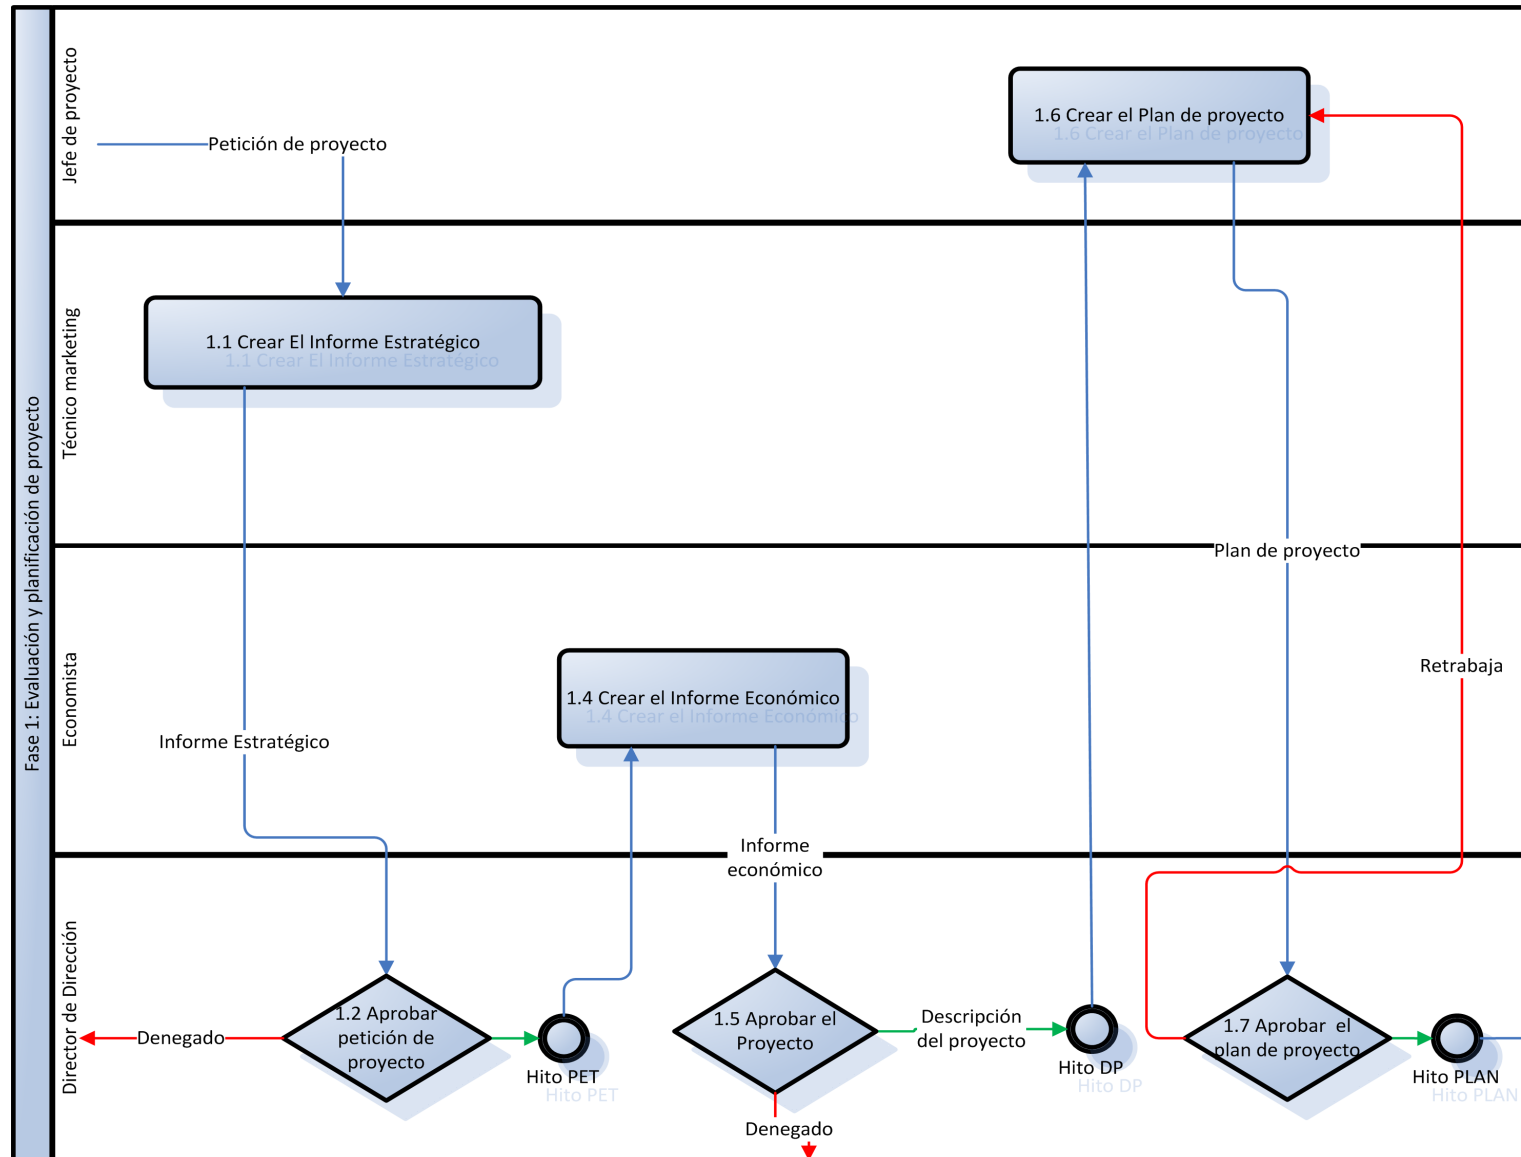 Fase 1: Evaluación y planificación de proyecto
Jefe de proyecto
Petición de proyecto
1.6 Crear el Plan de proyecto
1.6 Crear el Plan de proyecto
Técnico marketing
1.1 Crear El Informe Estratégico
1.1 Crear El Informe Estratégico
Plan de proyecto
Economista
1.4 Crear el Informe Económico
1.4 Crear el Informe Económico
Retrabaja
Informe Estratégico
Informe
económico
Director de Dirección
Denegado
1.2 Aprobar
petición de
proyecto
Hito PET
Hito PET
1.5 Aprobar el
Proyecto
Descripción
del proyecto
Hito DP
Hito DP
1.7 Aprobar  el
plan de proyecto
Hito PLAN
Hito PLAN
Denegado